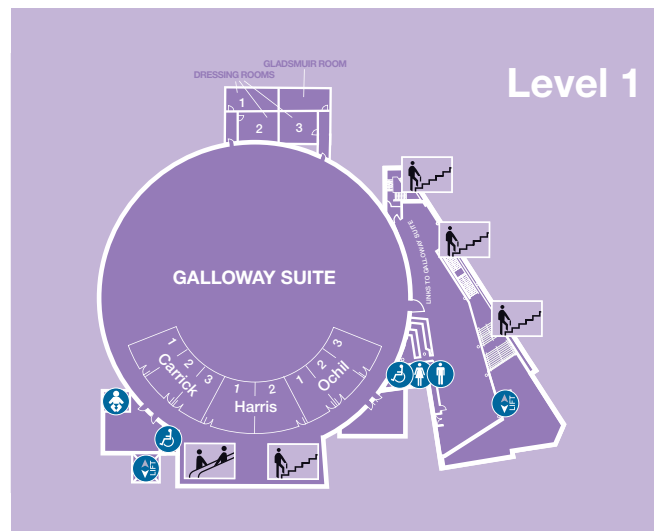 GLADSMUIR ROOM
DRESSING ROOMS
Level 1
1
2
3
LINKS TO GALLOWAY SUITE
GALLOWAY SUITE
1
2
3
Carrick
1
2
Harris
1
2
3
Ochil
LIFT
LIFT